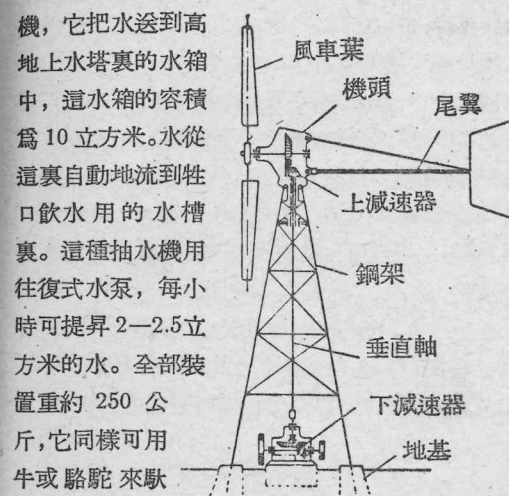 機，它把水送到高
地上水塔裏的水箱
中，這水箱的容積
爲 10 立方米。水從
這裏自動地流到牲
口飲水用的水槽
裏。這種抽水機用
往復式水泵，每小
時可提昇 2—2.5立
方米的水。全部裝
置重約 250 公
斤，它同樣可用
牛或駱駝來馱
風車葉
機頭
尾翼
上減速器
鋼架
垂直軸
下減速器
地基